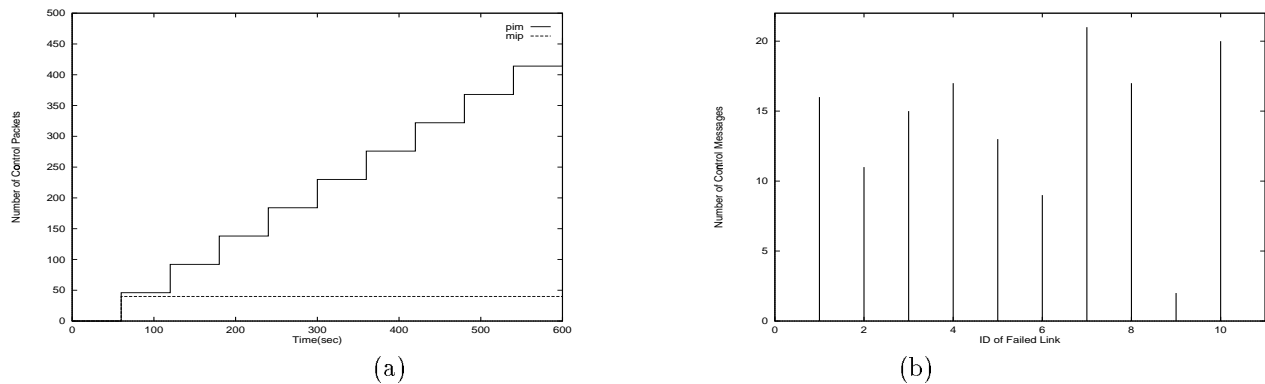 500
450
400
350
300
250
200
150
100
50
0
Number of Control Packets
pim
mip
0 100 200 300 400 500 600
Time(sec)
(a)
20
15
10
5
0
Number of Control Messages
0 2 4 6 8 10
ID of Failed Link
(b)